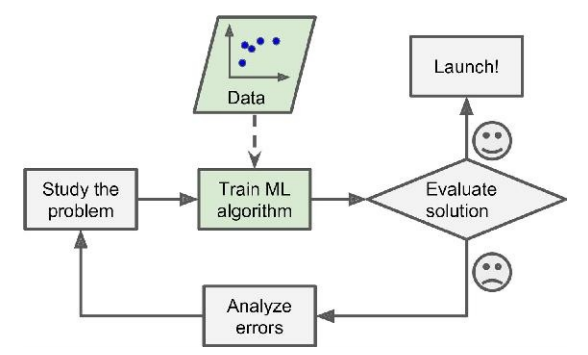 Data
Launch!
Study the
problem
Train ML
algorithm
Evaluate
solution
Analyze
errors